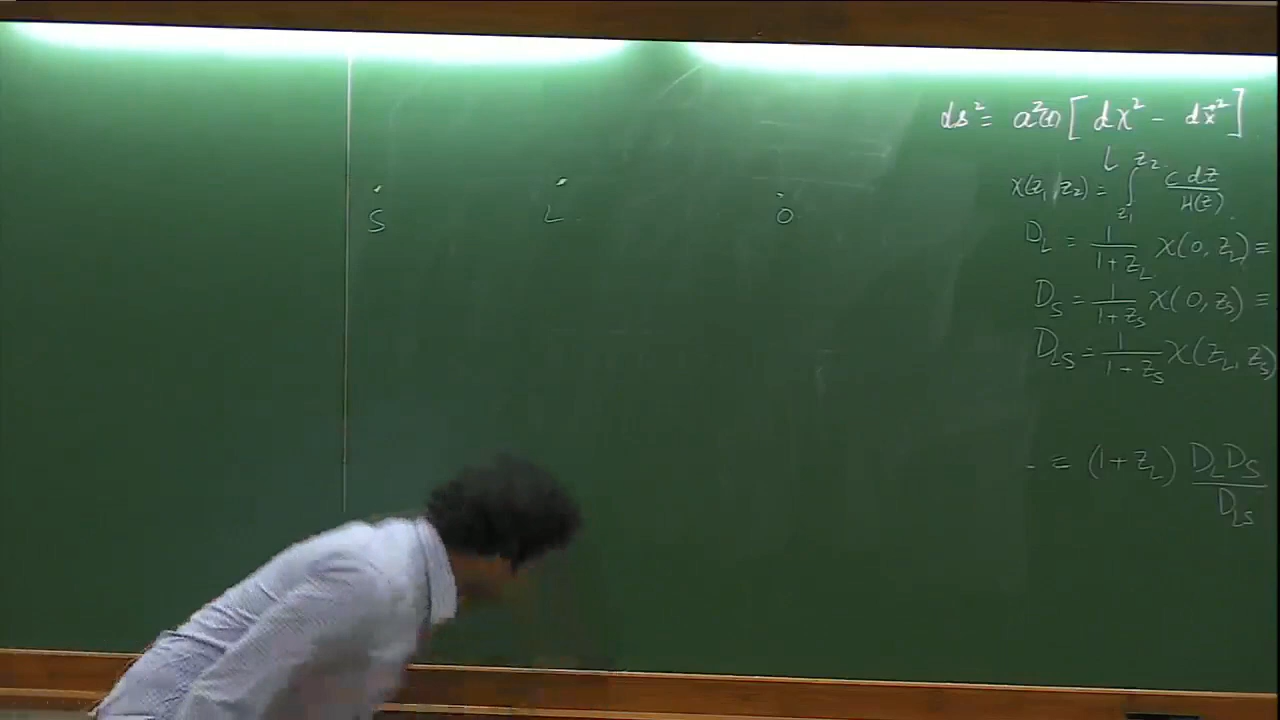 ds² = a²(t) [ dχ² - dx⃗² ]
χ(z₁, z₂) = ∫_{z₁}^{z₂} c dz / H(z)
S L O
D_L = 1/(1+z_L) χ(0, z_L) ≡
D_S = 1/(1+z_S) χ(0, z_S) ≡
D_LS = 1/(1+z_S) χ(z_L, z_S)
= (1+z_L) D_L D_S / D_LS